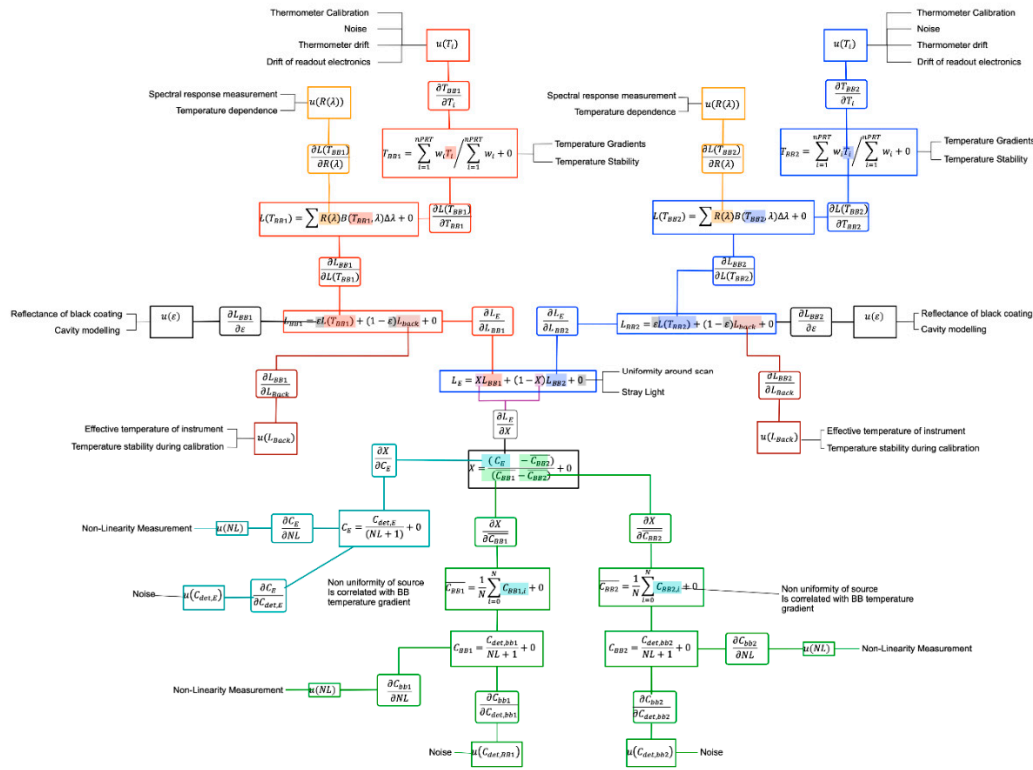 Thermometer Calibration
Noise
Thermometer drift
Drift of readout electronics
u(T_i)
Thermometer Calibration
Noise
Thermometer drift
Drift of readout electronics
u(T_i)
∂T_BB1/∂T_i
∂T_BB2/∂T_i
Spectral response measurement
Temperature dependence
u(R(λ))
Spectral response measurement
Temperature dependence
u(R(λ))
∂L(T_BB1)/∂R(λ)
T_BB1 = ∑_{i=1}^{nPRT} w_i T_i / ∑_{i=1}^{nPRT} w_i + 0
Temperature Gradients
Temperature Stability
∂L(T_BB2)/∂R(λ)
T_BB2 = ∑_{i=1}^{nPRT} w_i T_i / ∑_{i=1}^{nPRT} w_i + 0
Temperature Gradients
Temperature Stability
L(T_BB1) = ∑ R(λ)B(T_BB1, λ)Δλ + 0
∂L(T_BB1)/∂T_BB1
L(T_BB2) = ∑ R(λ)B(T_BB2, λ)Δλ + 0
∂L(T_BB2)/∂T_BB2
∂L_BB1/∂L(T_BB1)
∂L_BB2/∂L(T_BB2)
Reflectance of black coating
Cavity modelling
u(ε)
∂L_BB1/∂ε
L_BB1 = εL(T_BB1) + (1 − ε)L_back + 0
∂L_E/∂L_BB1
∂L_E/∂L_BB2
L_BB2 = εL(T_BB2) + (1 − ε)L_back + 0
∂L_BB2/∂ε
u(ε)
Reflectance of black coating
Cavity modelling
∂L_BB1/∂L_Back
L_E = XL_BB1 + (1 − X)L_BB2 + 0
Uniformity around scan
Stray Light
∂L_BB2/∂L_Back
Effective temperature of instrument
Temperature stability during calibration
u(L_Back)
∂L_E/∂X
u(L_Back)
Effective temperature of instrument
Temperature stability during calibration
∂X/∂C_E
X = (C_E − \overline{C_BB2})/(\overline{C_BB1} − \overline{C_BB2}) + 0
Non-Linearity Measurement
u(NL)
∂C_E/∂NL
C_E = C_det,E/(NL + 1) + 0
∂X/∂\overline{C_BB1}
∂X/∂\overline{C_BB2}
Noise
u(C_det,E)
∂C_E/∂C_det,E
Non uniformity of source
Is correlated with BB
temperature gradient
\overline{C_BB1} = 1/N ∑_{i=0}^{N} C_BB1,i + 0
\overline{C_BB2} = 1/N ∑_{i=0}^{N} C_BB2,i + 0
Non uniformity of source
Is correlated with BB temperature
gradient
C_BB1 = C_det,bb1/NL + 1 + 0
C_BB2 = C_det,bb2/NL + 1 + 0
∂C_bb2/∂NL
u(NL)
Non-Linearity Measurement
Non-Linearity Measurement
u(NL)
∂C_bb1/∂NL
∂C_bb1/∂C_det,bb1
∂C_bb2/∂C_det,bb2
Noise
u(C_det,BB1)
u(C_det,bb2)
Noise